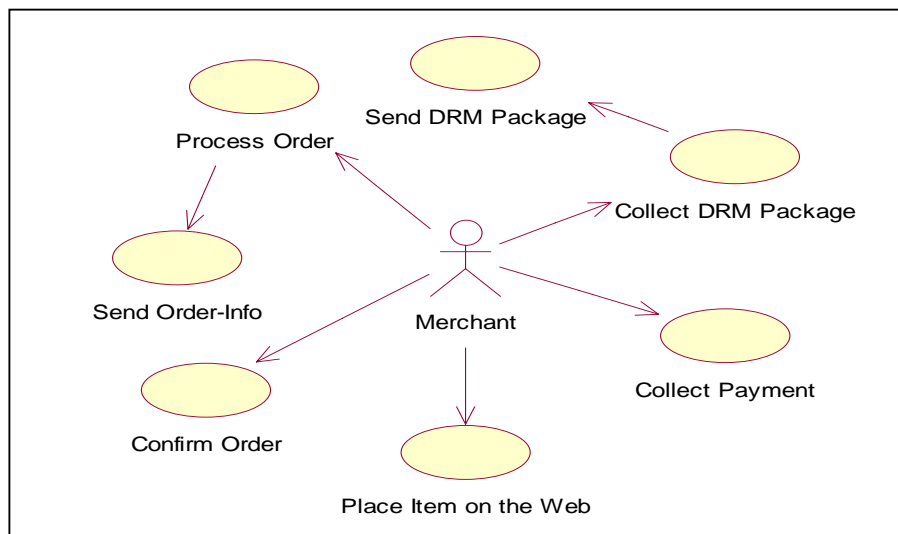 Send DRM Package
Process Order
Collect DRM Package
Send Order-Info
Merchant
Collect Payment
Confirm Order
Place Item on the Web